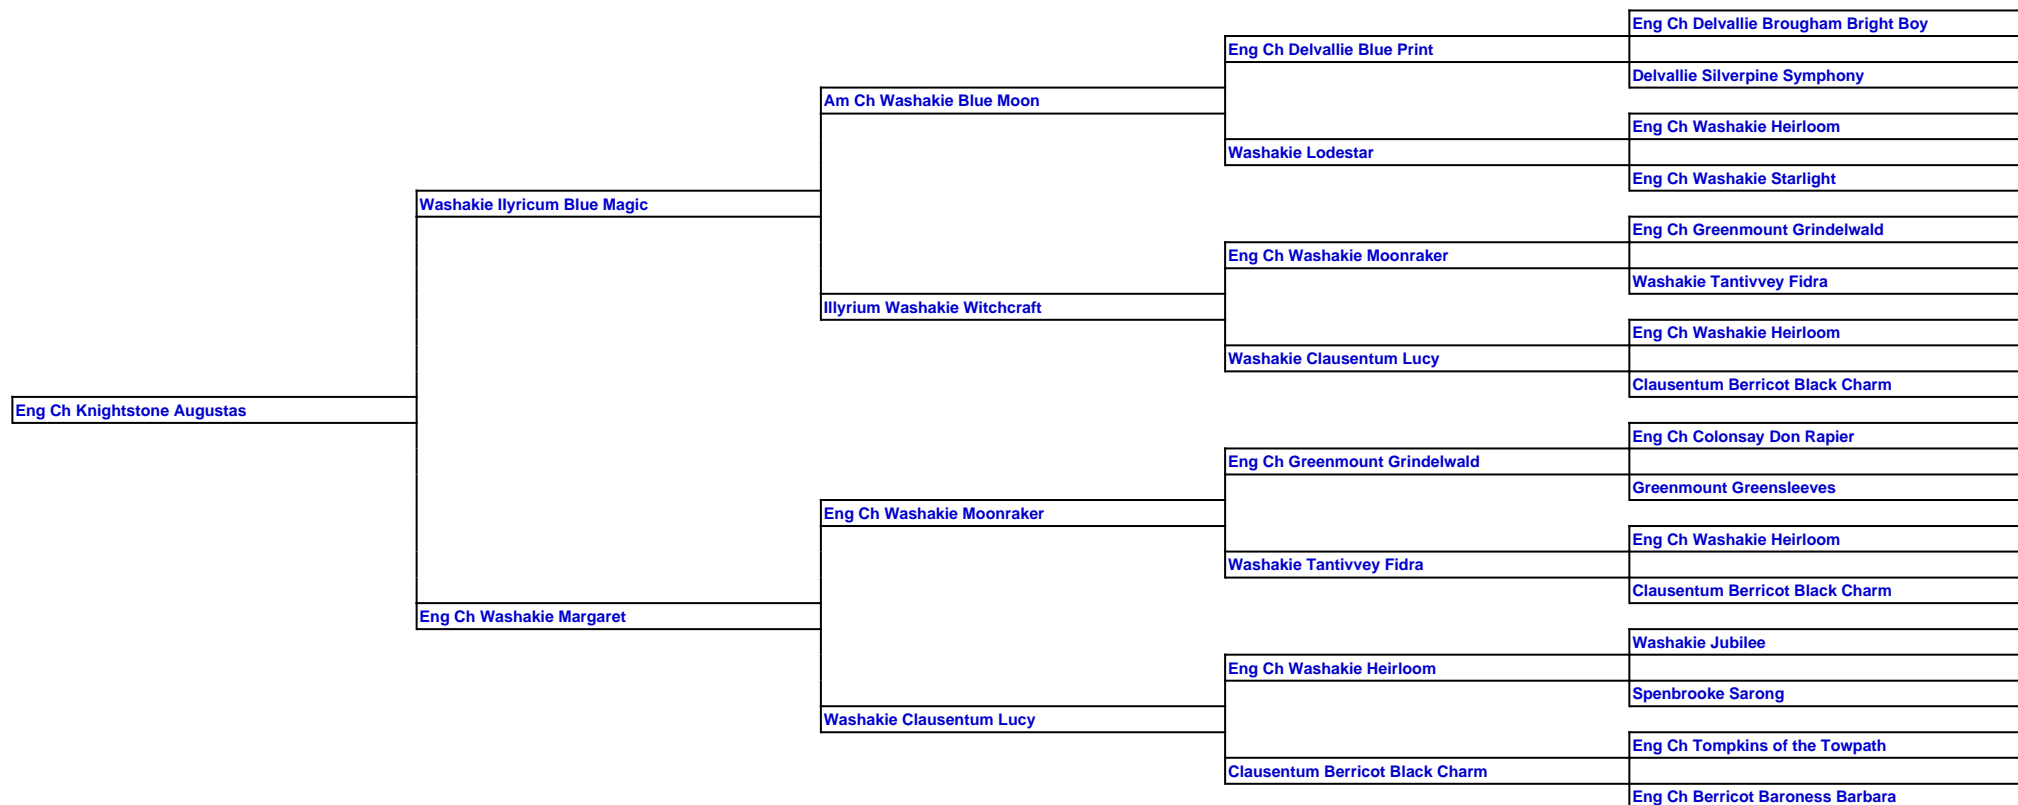 Eng Ch Delvallie Brougham Bright Boy
Eng Ch Delvallie Blue Print
Delvallie Silverpine Symphony
Am Ch Washakie Blue Moon
Eng Ch Washakie Heirloom
Washakie Lodestar
Eng Ch Washakie Starlight
Washakie Ilyricum Blue Magic
Eng Ch Greenmount Grindelwald
Eng Ch Washakie Moonraker
Washakie Tantivvey Fidra
Illyrium Washakie Witchcraft
Eng Ch Washakie Heirloom
Washakie Clausentum Lucy
Clausentum Berricot Black Charm
Eng Ch Knightstone Augustas
Eng Ch Colonsay Don Rapier
Eng Ch Greenmount Grindelwald
Greenmount Greensleeves
Eng Ch Washakie Moonraker
Eng Ch Washakie Heirloom
Washakie Tantivvey Fidra
Clausentum Berricot Black Charm
Eng Ch Washakie Margaret
Washakie Jubilee
Eng Ch Washakie Heirloom
Spenbrooke Sarong
Washakie Clausentum Lucy
Eng Ch Tompkins of the Towpath
Clausentum Berricot Black Charm
Eng Ch Berricot Baroness Barbara